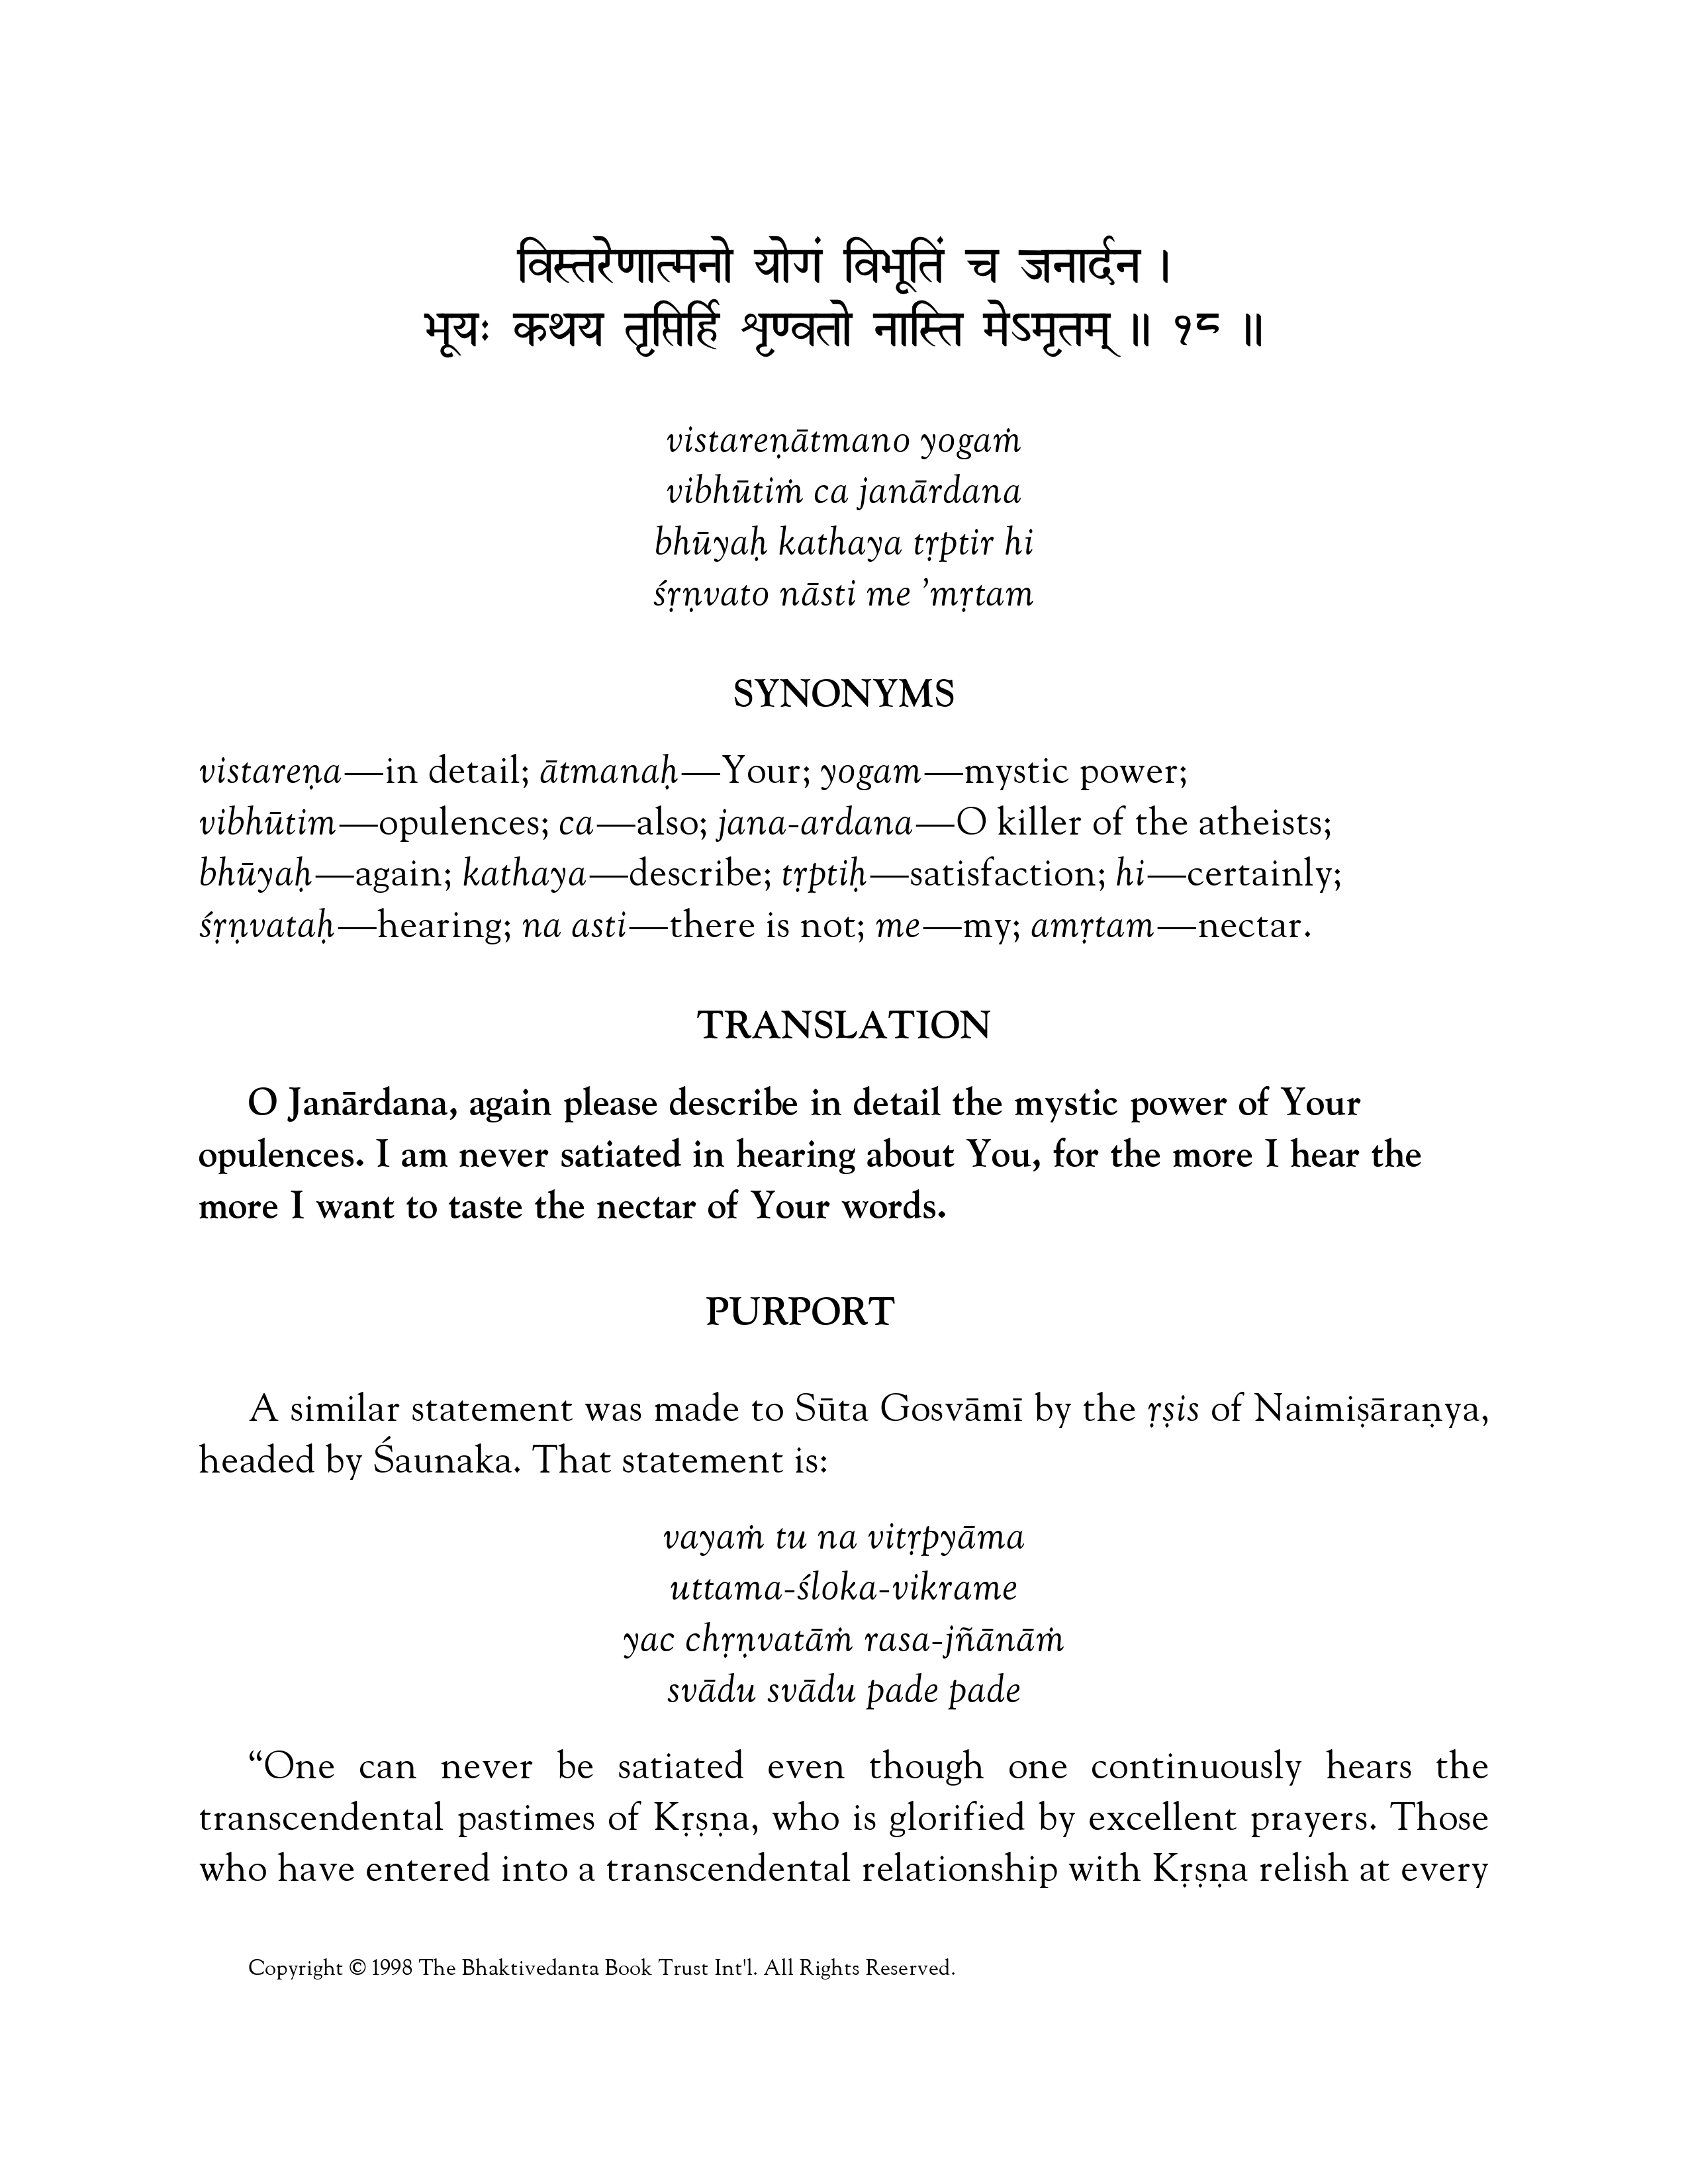 विस्तरेणात्मनो योगं विभूतिं च जनार्दन ।
भूयः कथय तृप्तिर्हि शृण्वतो नास्ति मेऽमृतम् ॥ १८ ॥
vistareṇātmano yogaṁ
vibhūtiṁ ca janārdana
bhūyaḥ kathaya tṛptir hi
śṛṇvato nāsti me ’mṛtam
SYNONYMS
vistareṇa—in detail; ātmanaḥ—Your; yogam—mystic power;
vibhūtim—opulences; ca—also; jana-ardana—O killer of the atheists;
bhūyaḥ—again; kathaya—describe; tṛptiḥ—satisfaction; hi—certainly;
śṛṇvataḥ—hearing; na asti—there is not; me—my; amṛtam—nectar.
TRANSLATION
O Janārdana, again please describe in detail the mystic power of Your
opulences. I am never satiated in hearing about You, for the more I hear the
more I want to taste the nectar of Your words.
PURPORT
A similar statement was made to Sūta Gosvāmī by the ṛṣis of Naimiṣāraṇya,
headed by Śaunaka. That statement is:
vayaṁ tu na vitṛpyāma
uttama-śloka-vikrame
yac chṛṇvatāṁ rasa-jñānāṁ
svādu svādu pade pade
“One can never be satiated even though one continuously hears the
transcendental pastimes of Kṛṣṇa, who is glorified by excellent prayers. Those
who have entered into a transcendental relationship with Kṛṣṇa relish at every
Copyright © 1998 The Bhaktivedanta Book Trust Int'l. All Rights Reserved.